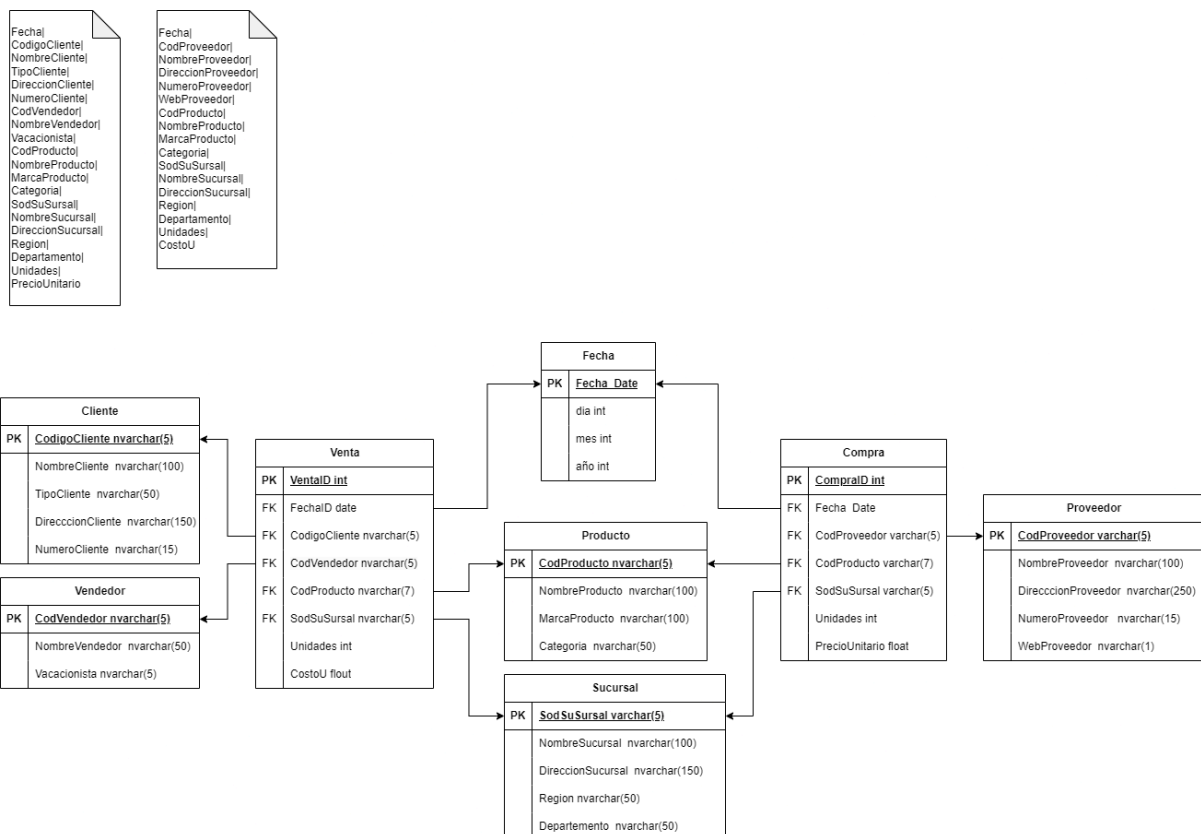 Fecha|
CodigoCliente|
NombreCliente|
TipoCliente|
DireccionCliente|
NumeroCliente|
CodVendedor|
NombreVendedor|
Vacacionista|
CodProducto|
NombreProducto|
MarcaProducto|
Categoria|
SodSuSursal|
NombreSucursal|
DireccionSucursal|
Region|
Departamento|
Unidades|
PrecioUnitario
Fecha|
CodProveedor|
NombreProveedor|
DireccionProveedor|
NumeroProveedor|
WebProveedor|
CodProducto|
NombreProducto|
MarcaProducto|
Categoria|
SodSuSursal|
NombreSucursal|
DireccionSucursal|
Region|
Departamento|
Unidades|
CostoU
Fecha
PK Fecha Date
dia int
mes int
año int
Cliente
PK CodigoCliente nvarchar(5)
NombreCliente nvarchar(100)
TipoCliente nvarchar(50)
DirecccionCliente nvarchar(150)
NumeroCliente nvarchar(15)
Vendedor
PK CodVendedor nvarchar(5)
NombreVendedor nvarchar(50)
Vacacionista nvarchar(5)
Venta
PK VentaID int
FK FechaID date
FK CodigoCliente nvarchar(5)
FK CodVendedor nvarchar(5)
FK CodProducto nvarchar(7)
FK SodSuSursal nvarchar(5)
Unidades int
CostoU flout
Producto
PK CodProducto nvarchar(5)
NombreProducto nvarchar(100)
MarcaProducto nvarchar(100)
Categoria nvarchar(50)
Sucursal
PK SodSuSursal varchar(5)
NombreSucursal nvarchar(100)
DireccionSucursal nvarchar(150)
Region nvarchar(50)
Departemento nvarchar(50)
Compra
PK CompraID int
FK Fecha Date
FK CodProveedor varchar(5)
FK CodProducto varchar(7)
FK SodSuSursal varchar(5)
Unidades int
PrecioUnitario float
Proveedor
PK CodProveedor varchar(5)
NombreProveedor nvarchar(100)
DirecccionProveedor nvarchar(250)
NumeroProveedor nvarchar(15)
WebProveedor nvarchar(1)